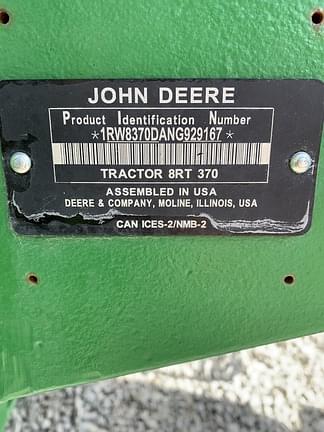 JOHN DEERE
Product Identification Number
*1RW8370DANG929167*
TRACTOR 8RT 370
ASSEMBLED IN USA
DEERE & COMPANY, MOLINE, ILLINOIS, USA
CAN ICES-2/NMB-2